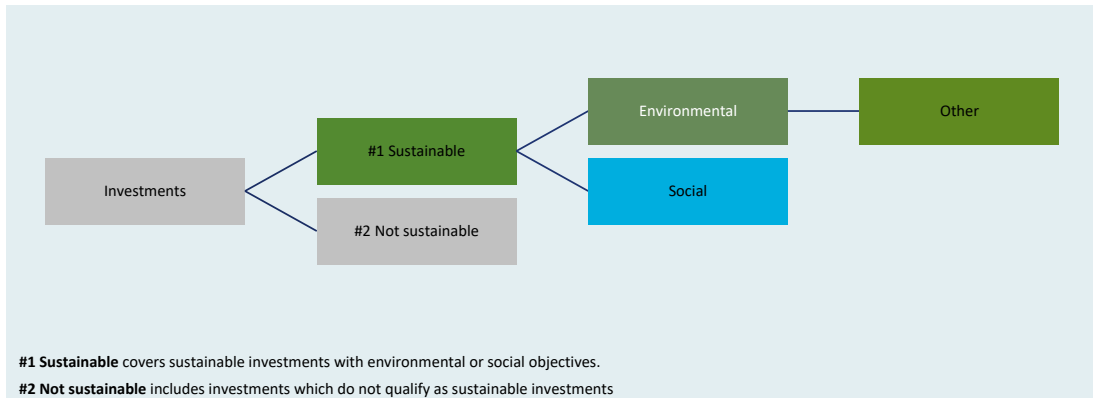 Environmental
Other
#1 Sustainable
Investments
Social
#2 Not sustainable
#1 Sustainable covers sustainable investments with environmental or social objectives.
#2 Not sustainable includes investments which do not qualify as sustainable investments